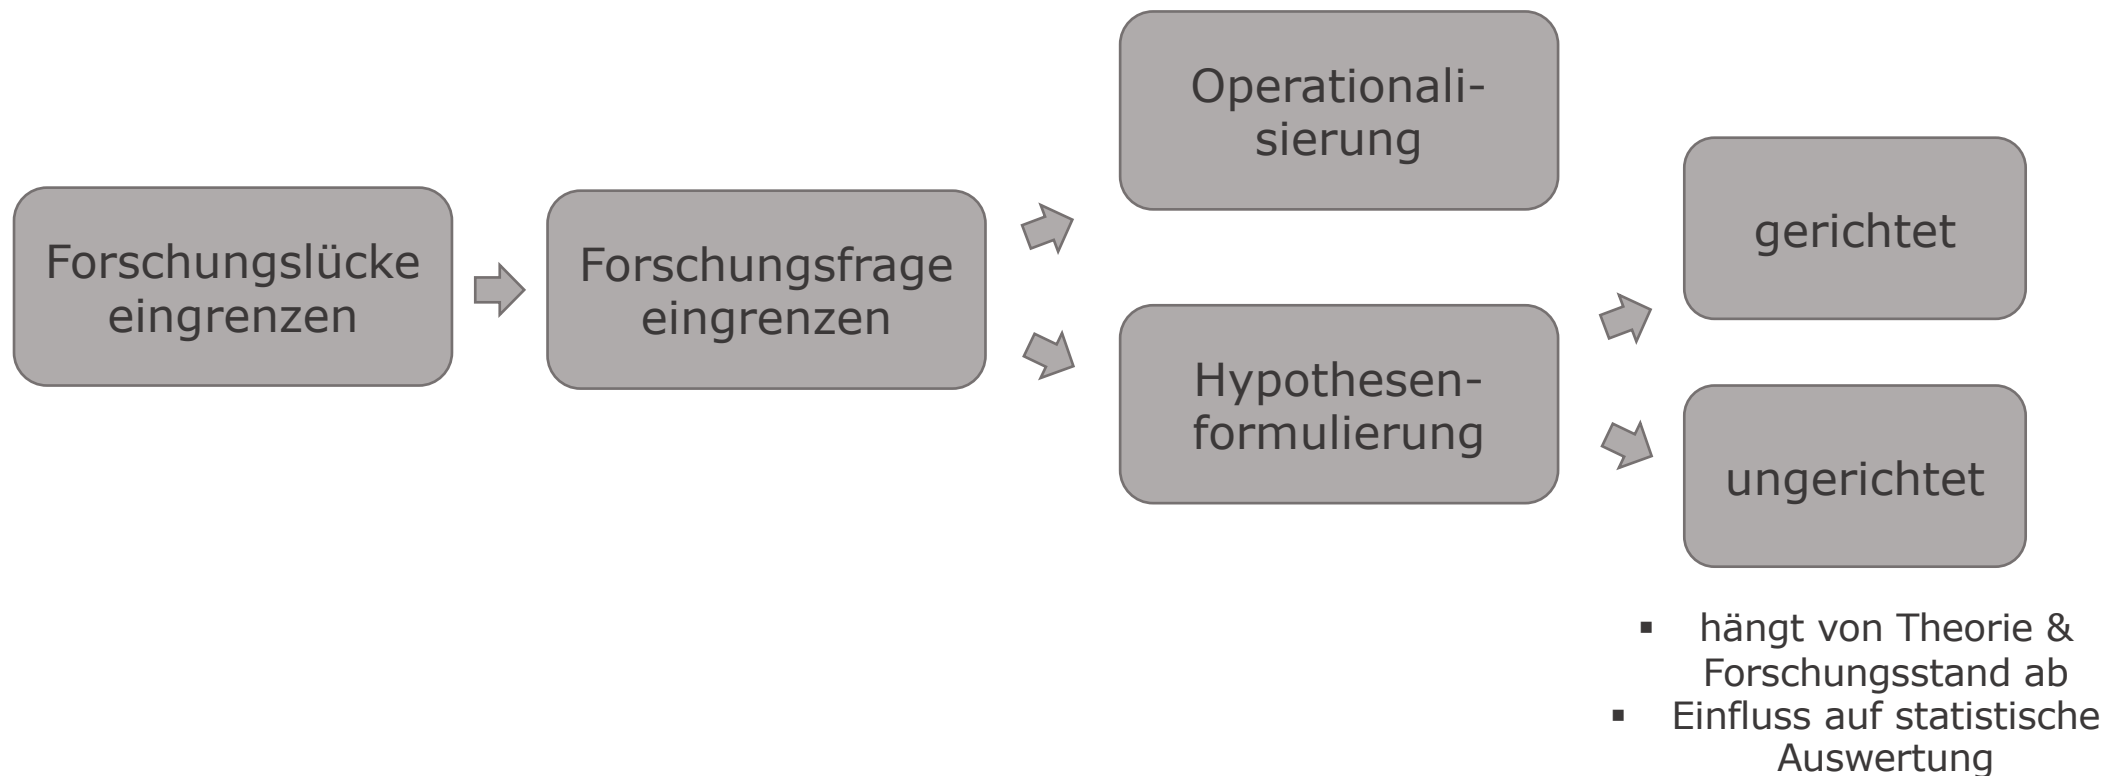 Forschungslücke
eingrenzen
Forschungsfrage
eingrenzen
Operationali-
sierung
Hypothesen-
formulierung
gerichtet
ungerichtet
▪ hängt von Theorie &
Forschungsstand ab
▪ Einfluss auf statistische
Auswertung